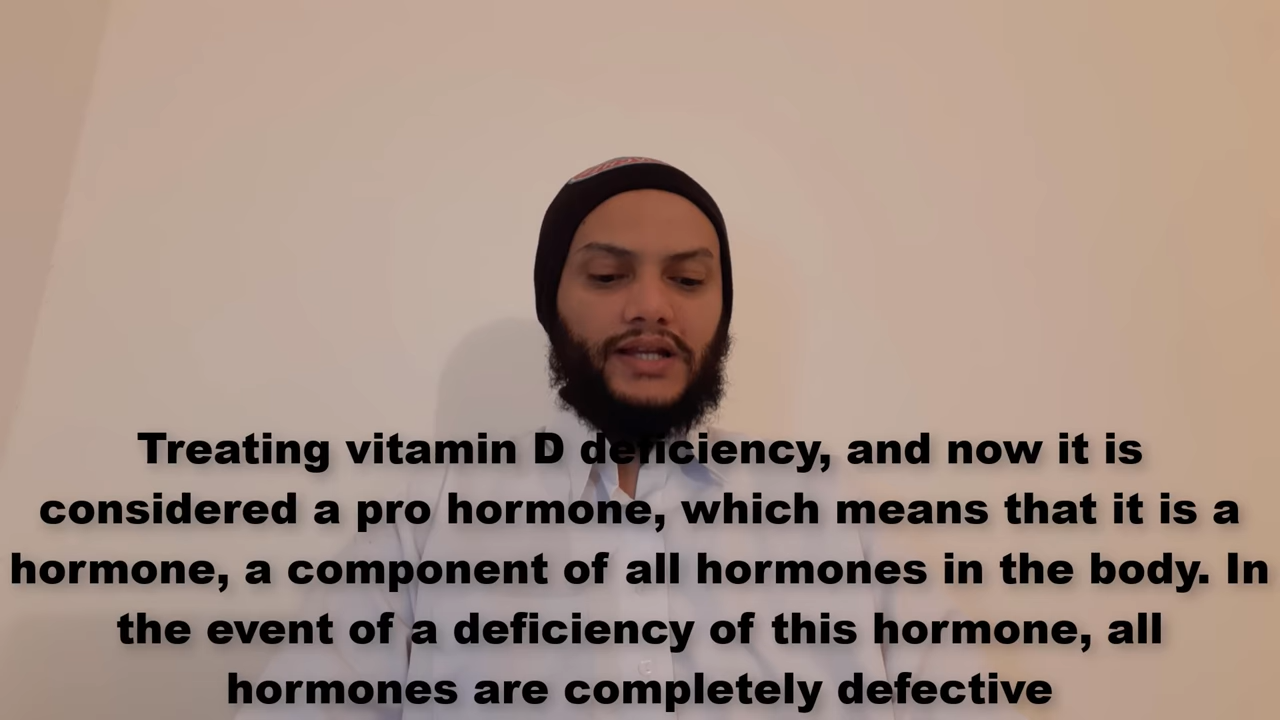 Treating vitamin D deficiency, and now it is
considered a pro hormone, which means that it is a
hormone, a component of all hormones in the body. In
the event of a deficiency of this hormone, all
hormones are completely defective